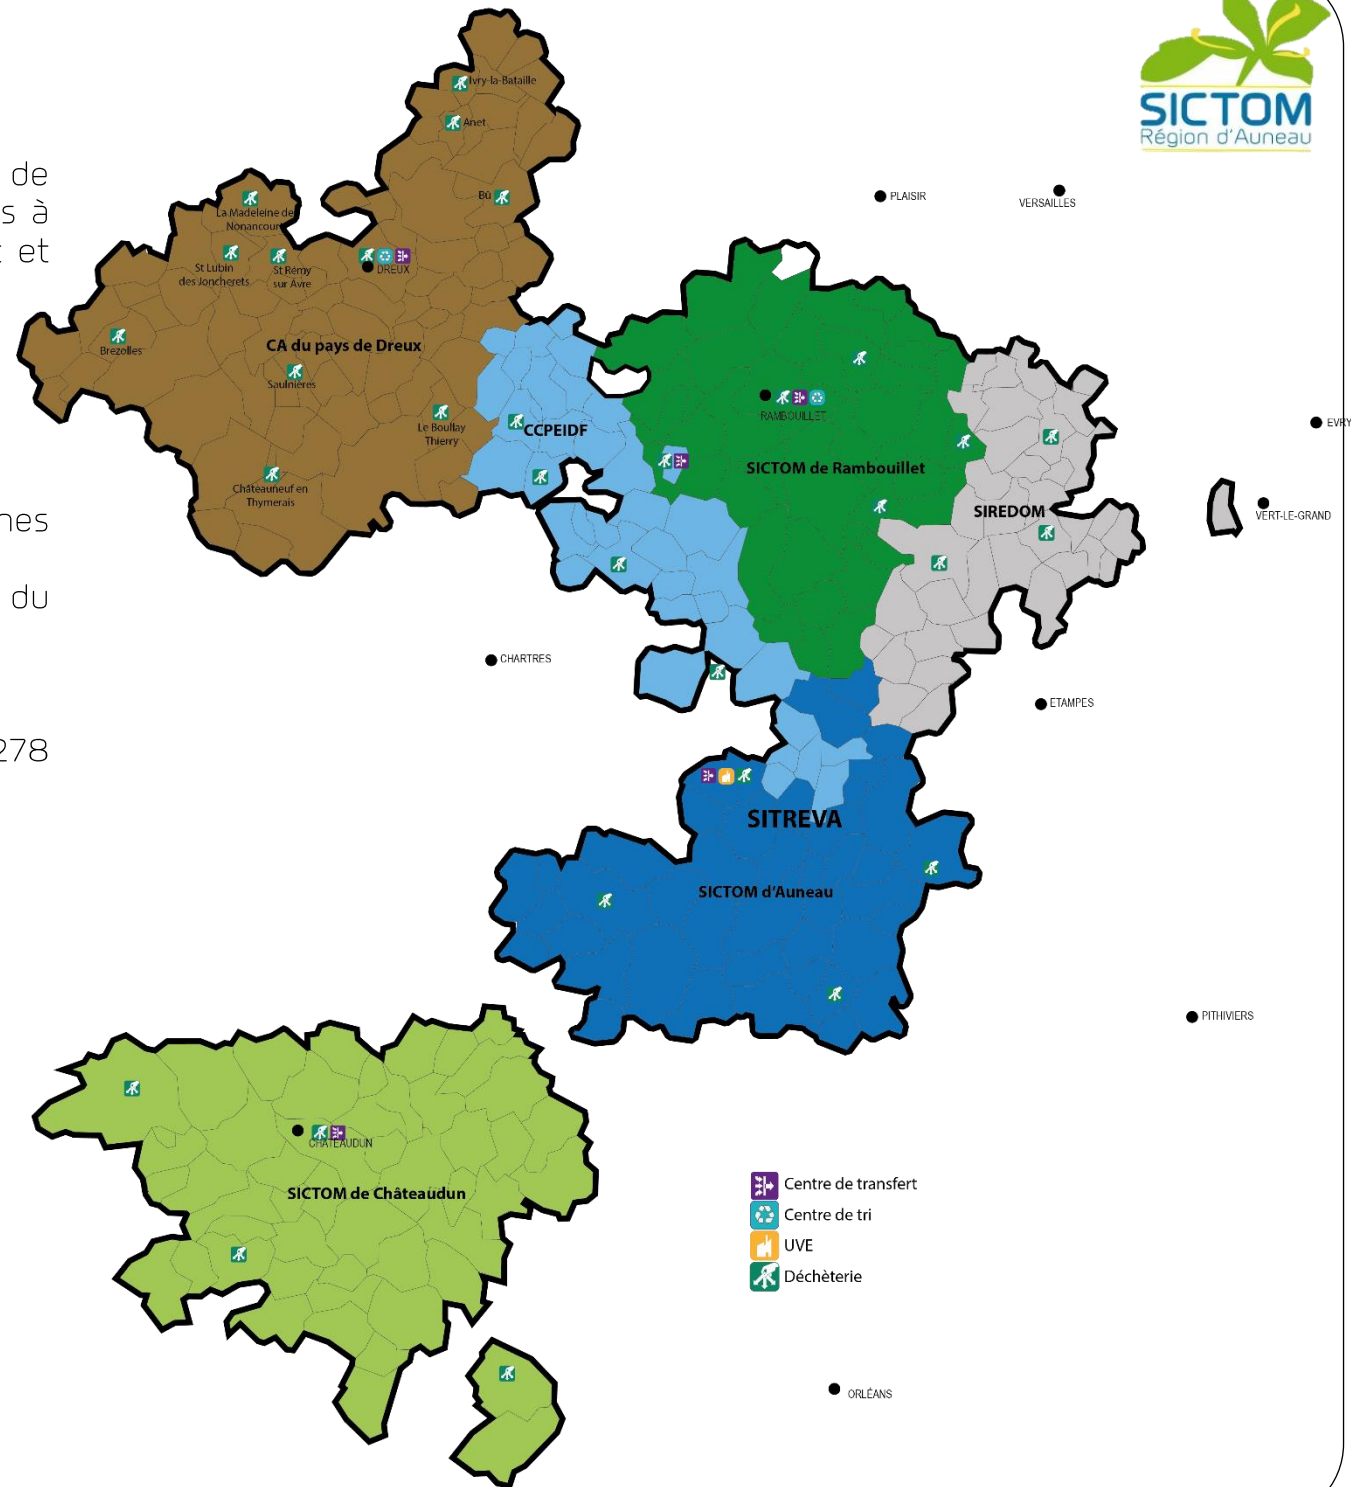 SICTOM
Région d'Auneau
de
s à
t et
nes
du
278
Ivry-la-Bataille
Anet
Bû
La Madeleine de
Nonancourt
St Lubin
des Joncherets
St Rémy
sur Avre
DREUX
Brezolles
CA du pays de Dreux
Saulnières
Le Boullay
Thierry
Châteauneuf en
Thymerais
PLAISIR
VERSAILLES
CCPEIDF
RAMBOUILLET
SICTOM de Rambouillet
SIREDOM
EVRY
VERT-LE-GRAND
CHARTRES
ETAMPES
SITREVA
SICTOM d'Auneau
PITHIVIERS
CHATEAUDUN
SICTOM de Châteaudun
Centre de transfert
Centre de tri
UVE
Déchèterie
ORLÉANS